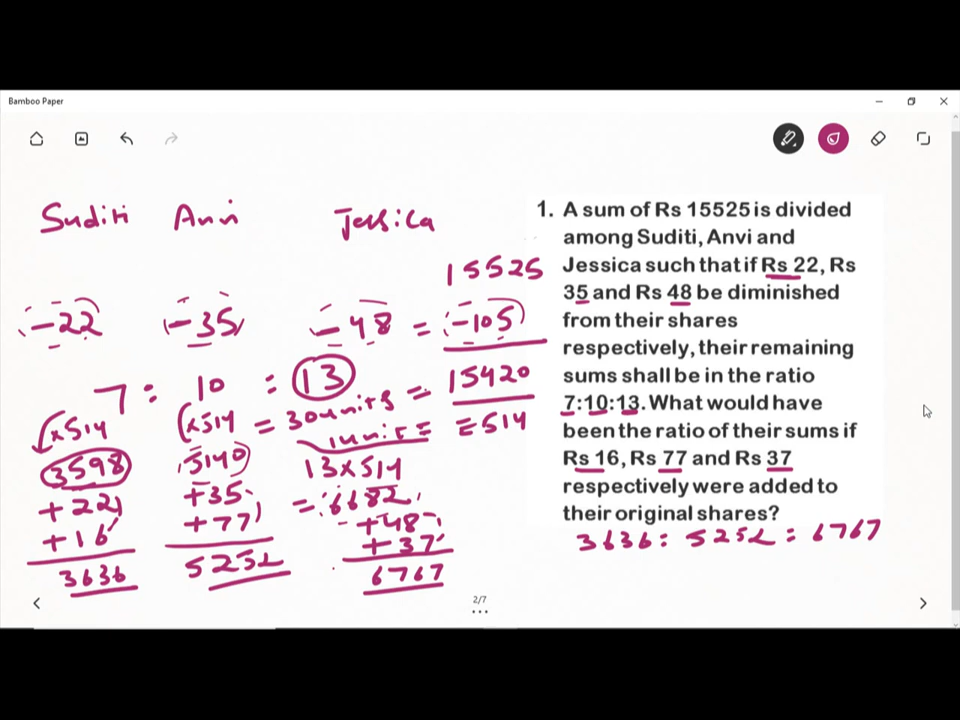 Bamboo Paper
Suditi Anvi Jessica
15525
-22 -35 -48 = -105
7 : 10 : 13 15420
x514 x514 = 30 units =
1 unit = = 514
3598 5140 13x514
+22 +35 = 6682
+16 +77 +48
+37
3636 5252 6767
1. A sum of Rs 15525 is divided
among Suditi, Anvi and
Jessica such that if Rs 22, Rs
35 and Rs 48 be diminished
from their shares
respectively, their remaining
sums shall be in the ratio
7:10:13. What would have
been the ratio of their sums if
Rs 16, Rs 77 and Rs 37
respectively were added to
their original shares?
3636 : 5252 : 6767
2/7